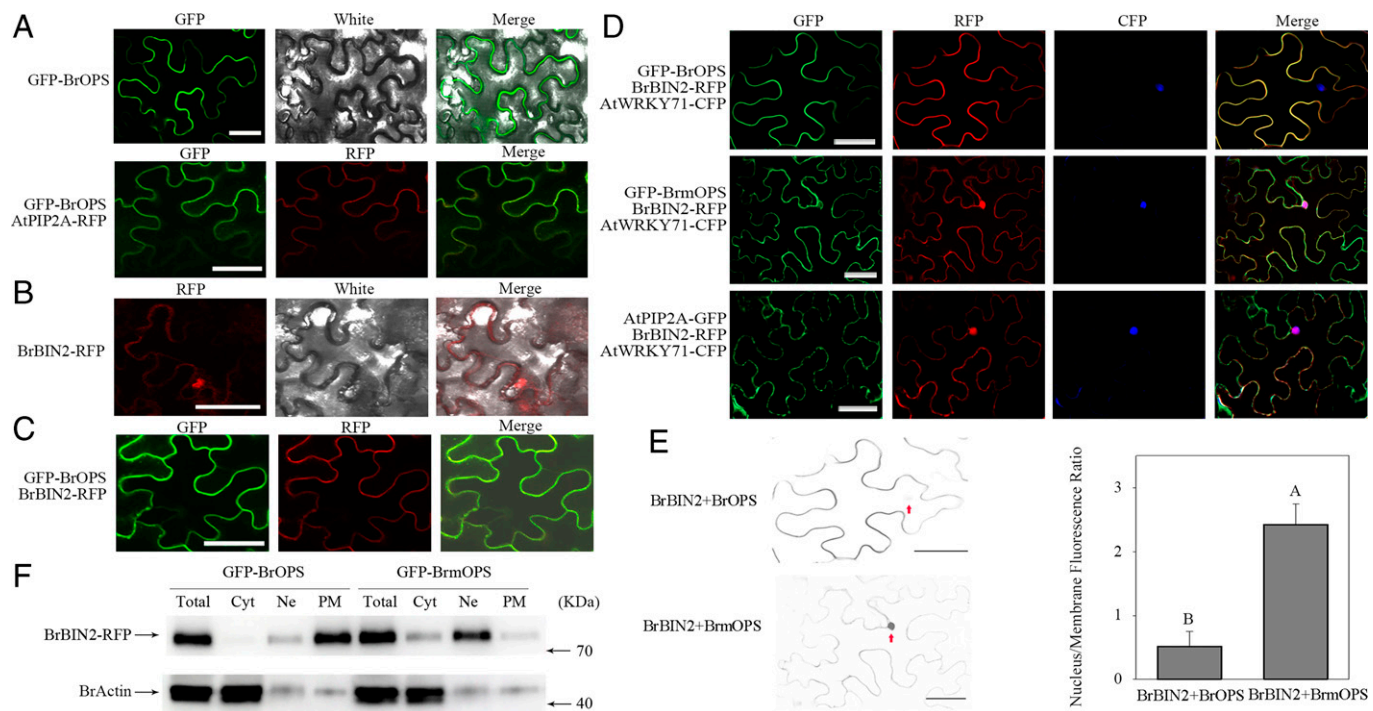 A
GFP White Merge
GFP-BrOPS
GFP RFP Merge
GFP-BrOPS
AtPIP2A-RFP
B
RFP White Merge
BrBIN2-RFP
C
GFP RFP Merge
GFP-BrOPS
BrBIN2-RFP
D
GFP RFP CFP Merge
GFP-BrOPS
BrBIN2-RFP
AtWRKY71-CFP
GFP-BrmOPS
BrBIN2-RFP
AtWRKY71-CFP
AtPIP2A-GFP
BrBIN2-RFP
AtWRKY71-CFP
E
BrBIN2+BrOPS
BrBIN2+BrmOPS
Nucleus/Membrane Fluorescence Ratio
3
2
1
0
B
A
BrBIN2+BrOPS BrBIN2+BrmOPS
F
GFP-BrOPS GFP-BrmOPS
Total Cyt Ne PM Total Cyt Ne PM (KDa)
BrBIN2-RFP
70
BrActin
40